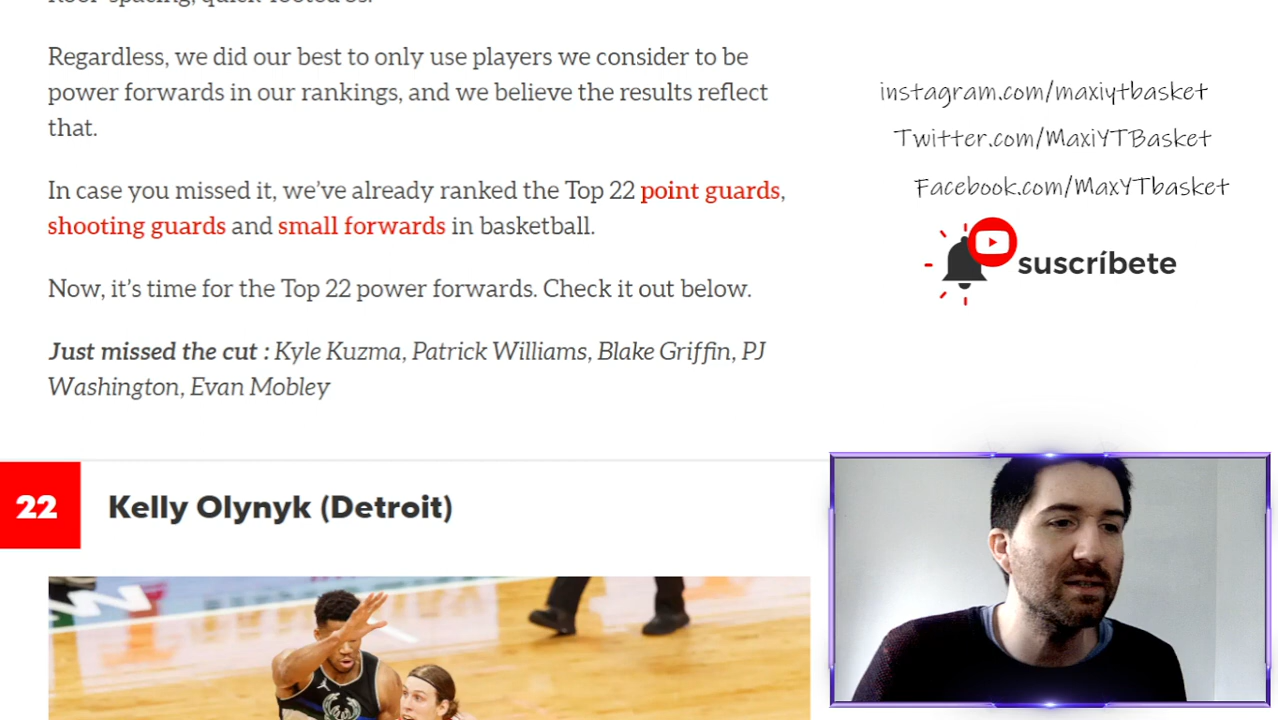 Regardless, we did our best to only use players we consider to be
power forwards in our rankings, and we believe the results reflect
that.
In case you missed it, we’ve already ranked the Top 22 point guards,
shooting guards and small forwards in basketball.
Now, it’s time for the Top 22 power forwards. Check it out below.
Just missed the cut : Kyle Kuzma, Patrick Williams, Blake Griffin, PJ
Washington, Evan Mobley
22 Kelly Olynyk (Detroit)
instagram.com/maxiytbasket
Twitter.com/MaxiYTBasket
Facebook.com/MaxYTbasket
suscríbete